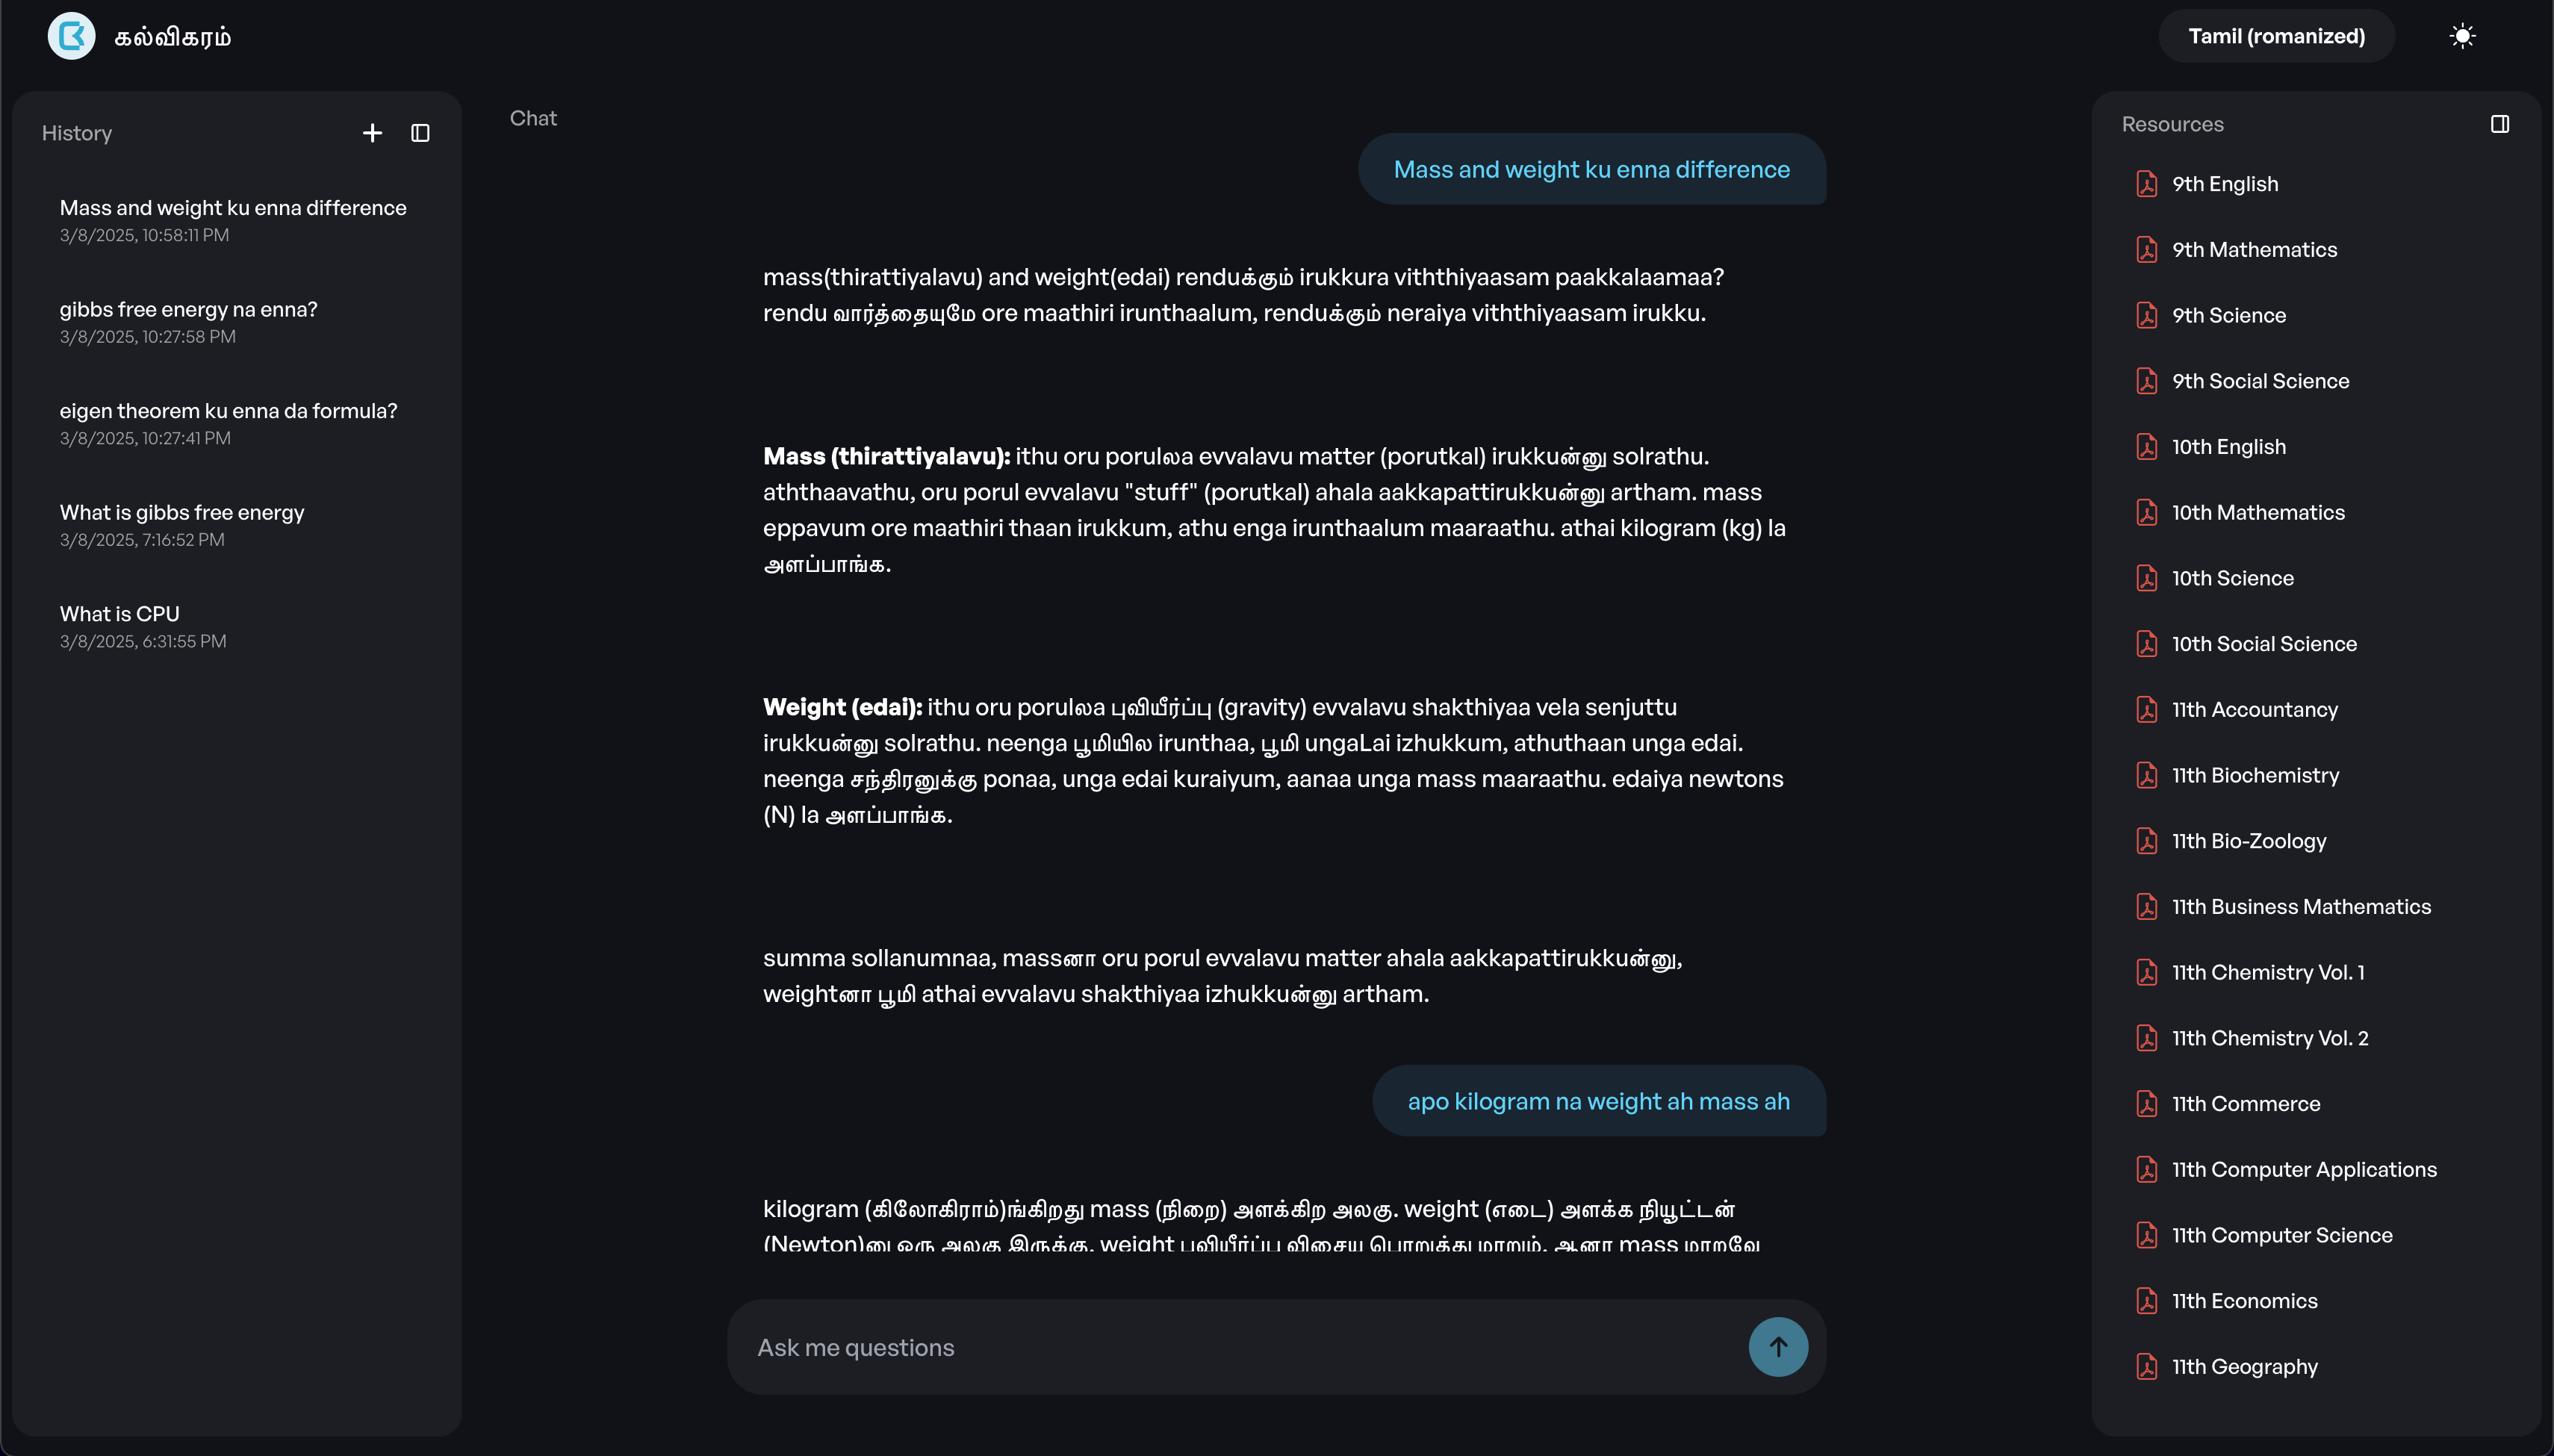 கல்விகரம்
Tamil (romanized)
History
Mass and weight ku enna difference
3/8/2025, 10:58:11 PM
gibbs free energy na enna?
3/8/2025, 10:27:58 PM
eigen theorem ku enna da formula?
3/8/2025, 10:27:41 PM
What is gibbs free energy
3/8/2025, 7:16:52 PM
What is CPU
3/8/2025, 6:31:55 PM
Chat
Mass and weight ku enna difference
mass(thirattiyalavu) and weight(edai) renduக்கும் irukkura viththiyaasam paakkalaamaa?
rendu வார்த்தையுமே ore maathiri irunthaalum, renduக்கும் neraiya viththiyaasam irukku.
Mass (thirattiyalavu): ithu oru porulலa evvalavu matter (porutkal) irukkuன்னு solrathu.
aththaavathu, oru porul evvalavu "stuff" (porutkal) ahala aakkapattirukkuன்னு artham. mass
eppavum ore maathiri thaan irukkum, athu enga irunthaalum maaraathu. athai kilogram (kg) la
அளப்பாங்க.
Weight (edai): ithu oru porulலa புவியீர்ப்பு (gravity) evvalavu shakthiyaa vela senjuttu
irukkuன்னு solrathu. neenga பூமியில irunthaa, பூமி ungaLai izhukkum, athuthaan unga edai.
neenga சந்திரனுக்கு ponaa, unga edai kuraiyum, aanaa unga mass maaraathu. edaiya newtons
(N) la அளப்பாங்க.
summa sollanumnaa, massனா oru porul evvalavu matter ahala aakkapattirukkuன்னு,
weightனா பூமி athai evvalavu shakthiyaa izhukkuன்னு artham.
apo kilogram na weight ah mass ah
kilogram (கிலோகிராம்)ங்கிறது mass (நிறை) அளக்கிற அலகு. weight (எடை) அளக்க நியூட்டன்
(Newton)னு ஒரு அலகு இருக்கு. weight புவியீர்ப்பு விசைய பொறுத்து மாறும். ஆனா mass மாறவே
Ask me questions
Resources
9th English
9th Mathematics
9th Science
9th Social Science
10th English
10th Mathematics
10th Science
10th Social Science
11th Accountancy
11th Biochemistry
11th Bio-Zoology
11th Business Mathematics
11th Chemistry Vol. 1
11th Chemistry Vol. 2
11th Commerce
11th Computer Applications
11th Computer Science
11th Economics
11th Geography